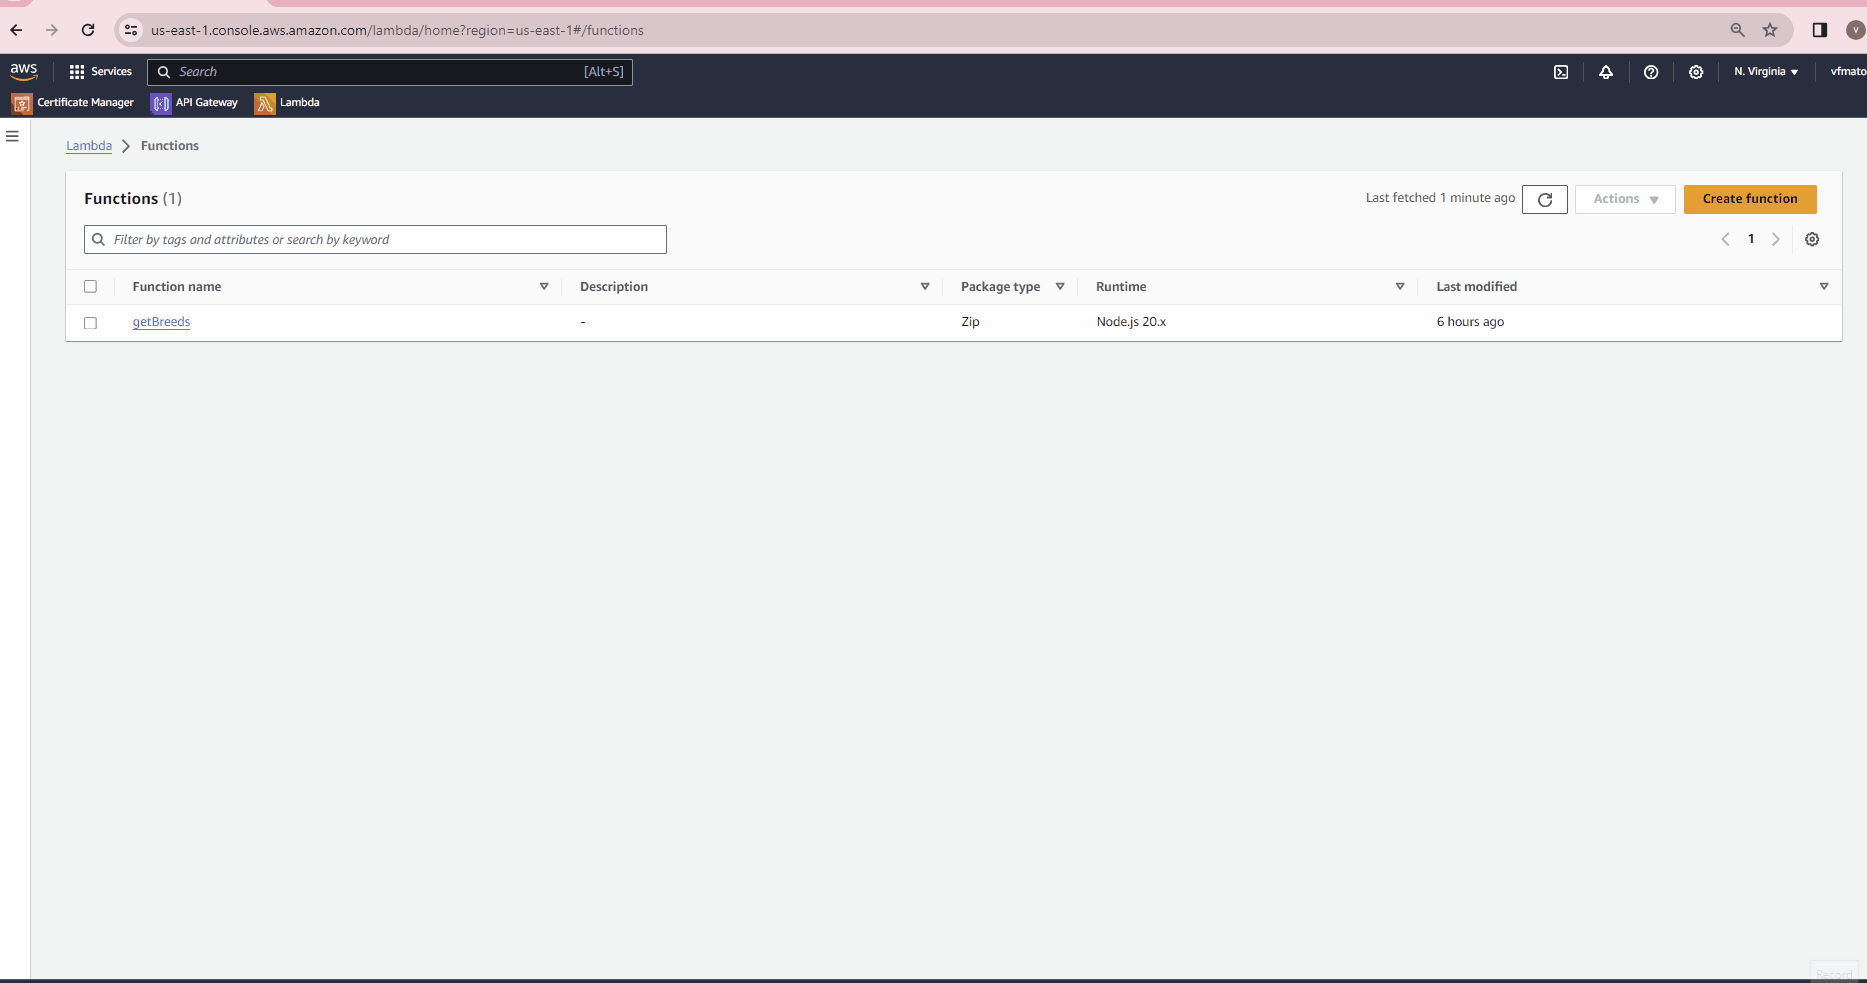 us-east-1.console.aws.amazon.com/lambda/home?region=us-east-1#/functions
V
aws Services Search [Alt+S] N. Virginia vfmato
Certificate Manager API Gateway Lambda
Lambda Functions
Functions (1) Last fetched 1 minute ago Actions Create function
Filter by tags and attributes or search by keyword 1
Function name Description Package type Runtime Last modified
getBreeds - Zip Node.js 20.x 6 hours ago
Record